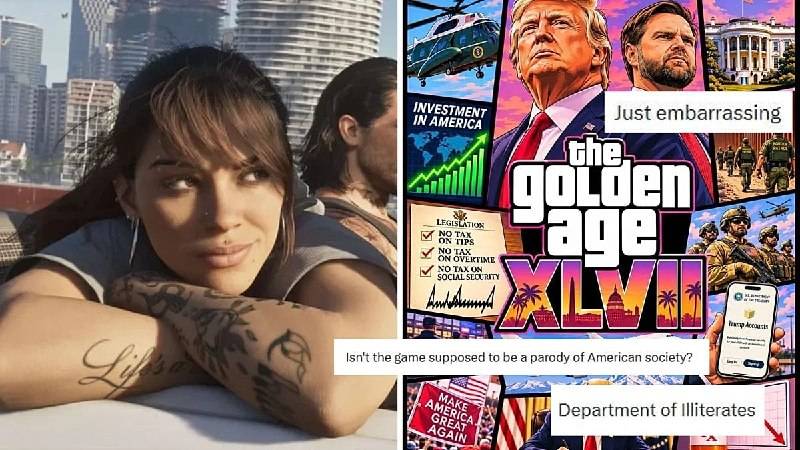 Life's a
INVESTMENT
IN AMERICA
Just embarrassing
the
golden
age
XLVII
LEGISLATION
NO TAX
ON TIPS
NO TAX
ON OVERTIME
NO TAX ON
SOCIAL SECURITY
Trump Accounts
Isn't the game supposed to be a parody of American society?
MAKE
AMERICA
GREAT
AGAIN
Department of Illiterates